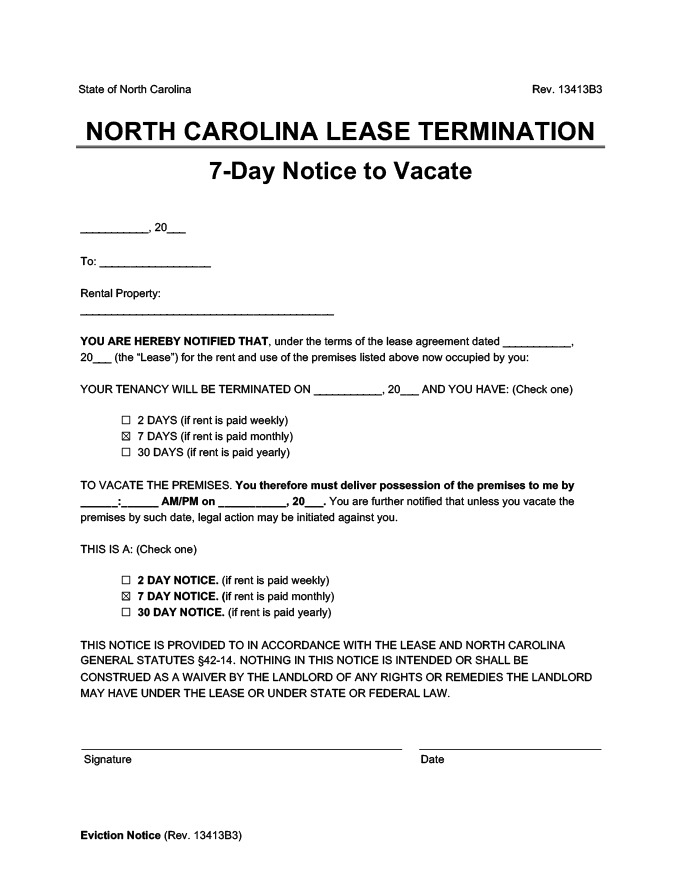 State of North Carolina Rev. 13413B3
NORTH CAROLINA LEASE TERMINATION
7-Day Notice to Vacate
___________, 20___
To: __________________
Rental Property:
_________________________________________
YOU ARE HEREBY NOTIFIED THAT, under the terms of the lease agreement dated ___________,
20___ (the “Lease”) for the rent and use of the premises listed above now occupied by you:
YOUR TENANCY WILL BE TERMINATED ON ___________, 20___ AND YOU HAVE: (Check one)
☐ 2 DAYS (if rent is paid weekly)
☒ 7 DAYS (if rent is paid monthly)
☐ 30 DAYS (if rent is paid yearly)
TO VACATE THE PREMISES. You therefore must deliver possession of the premises to me by
______:______ AM/PM on ___________, 20___. You are further notified that unless you vacate the
premises by such date, legal action may be initiated against you.
THIS IS A: (Check one)
☐ 2 DAY NOTICE. (if rent is paid weekly)
☒ 7 DAY NOTICE. (if rent is paid monthly)
☐ 30 DAY NOTICE. (if rent is paid yearly)
THIS NOTICE IS PROVIDED TO IN ACCORDANCE WITH THE LEASE AND NORTH CAROLINA
GENERAL STATUTES §42-14. NOTHING IN THIS NOTICE IS INTENDED OR SHALL BE
CONSTRUED AS A WAIVER BY THE LANDLORD OF ANY RIGHTS OR REMEDIES THE LANDLORD
MAY HAVE UNDER THE LEASE OR UNDER STATE OR FEDERAL LAW.
Signature Date
Eviction Notice (Rev. 13413B3)